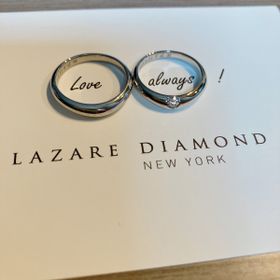 Love always !
LAZARE DIAMOND
NEW YORK